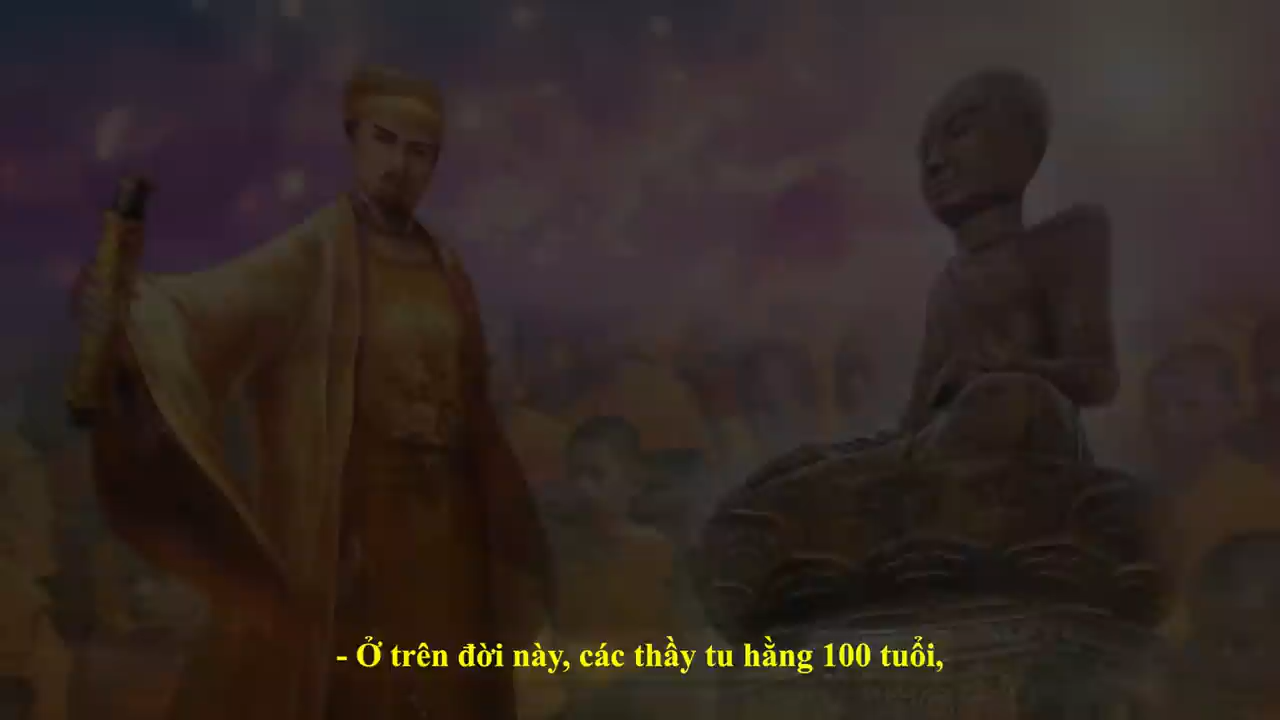 - Ở trên đời này, các thầy tu hằng 100 tuổi,